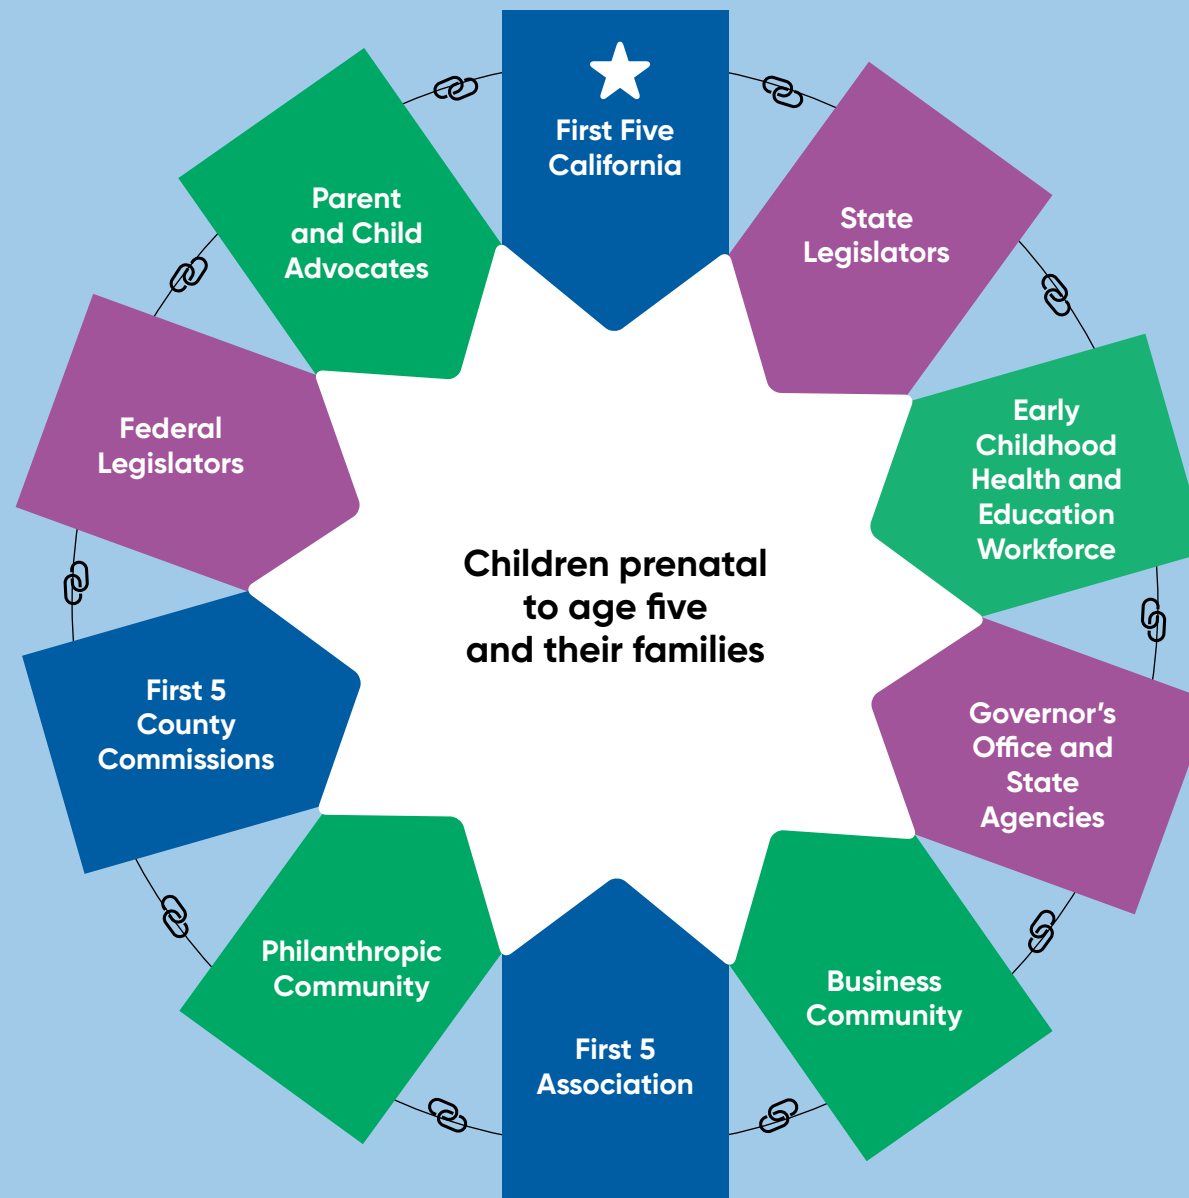 First Five
California
State
Legislators
Early
Childhood
Health and
Education
Workforce
Governor’s
Office and
State
Agencies
Business
Community
First 5
Association
Philanthropic
Community
First 5
County
Commissions
Federal
Legislators
Parent
and Child
Advocates
Children prenatal
to age five
and their families